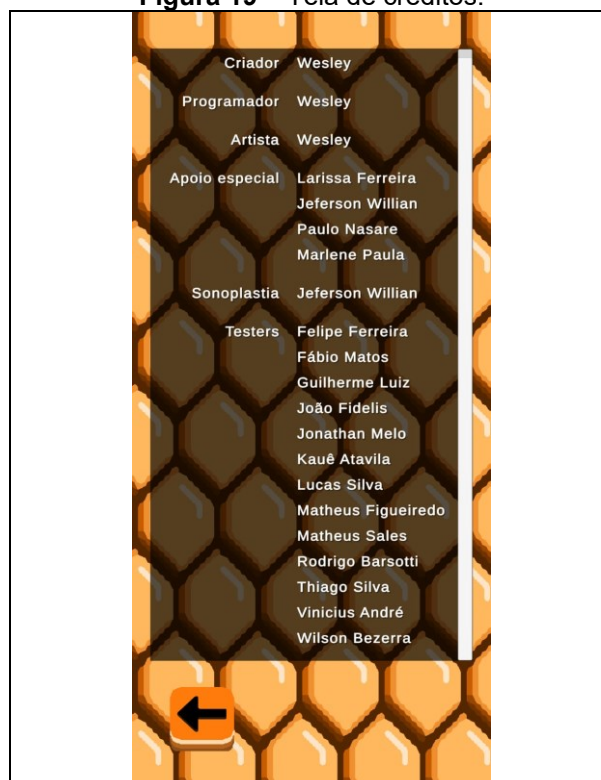 Figura 19 – Tela de créditos.
Criador Wesley
Programador Wesley
Artista Wesley
Apoio especial Larissa Ferreira
Jeferson Willian
Paulo Nasare
Marlene Paula
Sonoplastia Jeferson Willian
Testers Felipe Ferreira
Fábio Matos
Guilherme Luiz
João Fidelis
Jonathan Melo
Kauê Atavila
Lucas Silva
Matheus Figueiredo
Matheus Sales
Rodrigo Barsotti
Thiago Silva
Vinicius André
Wilson Bezerra